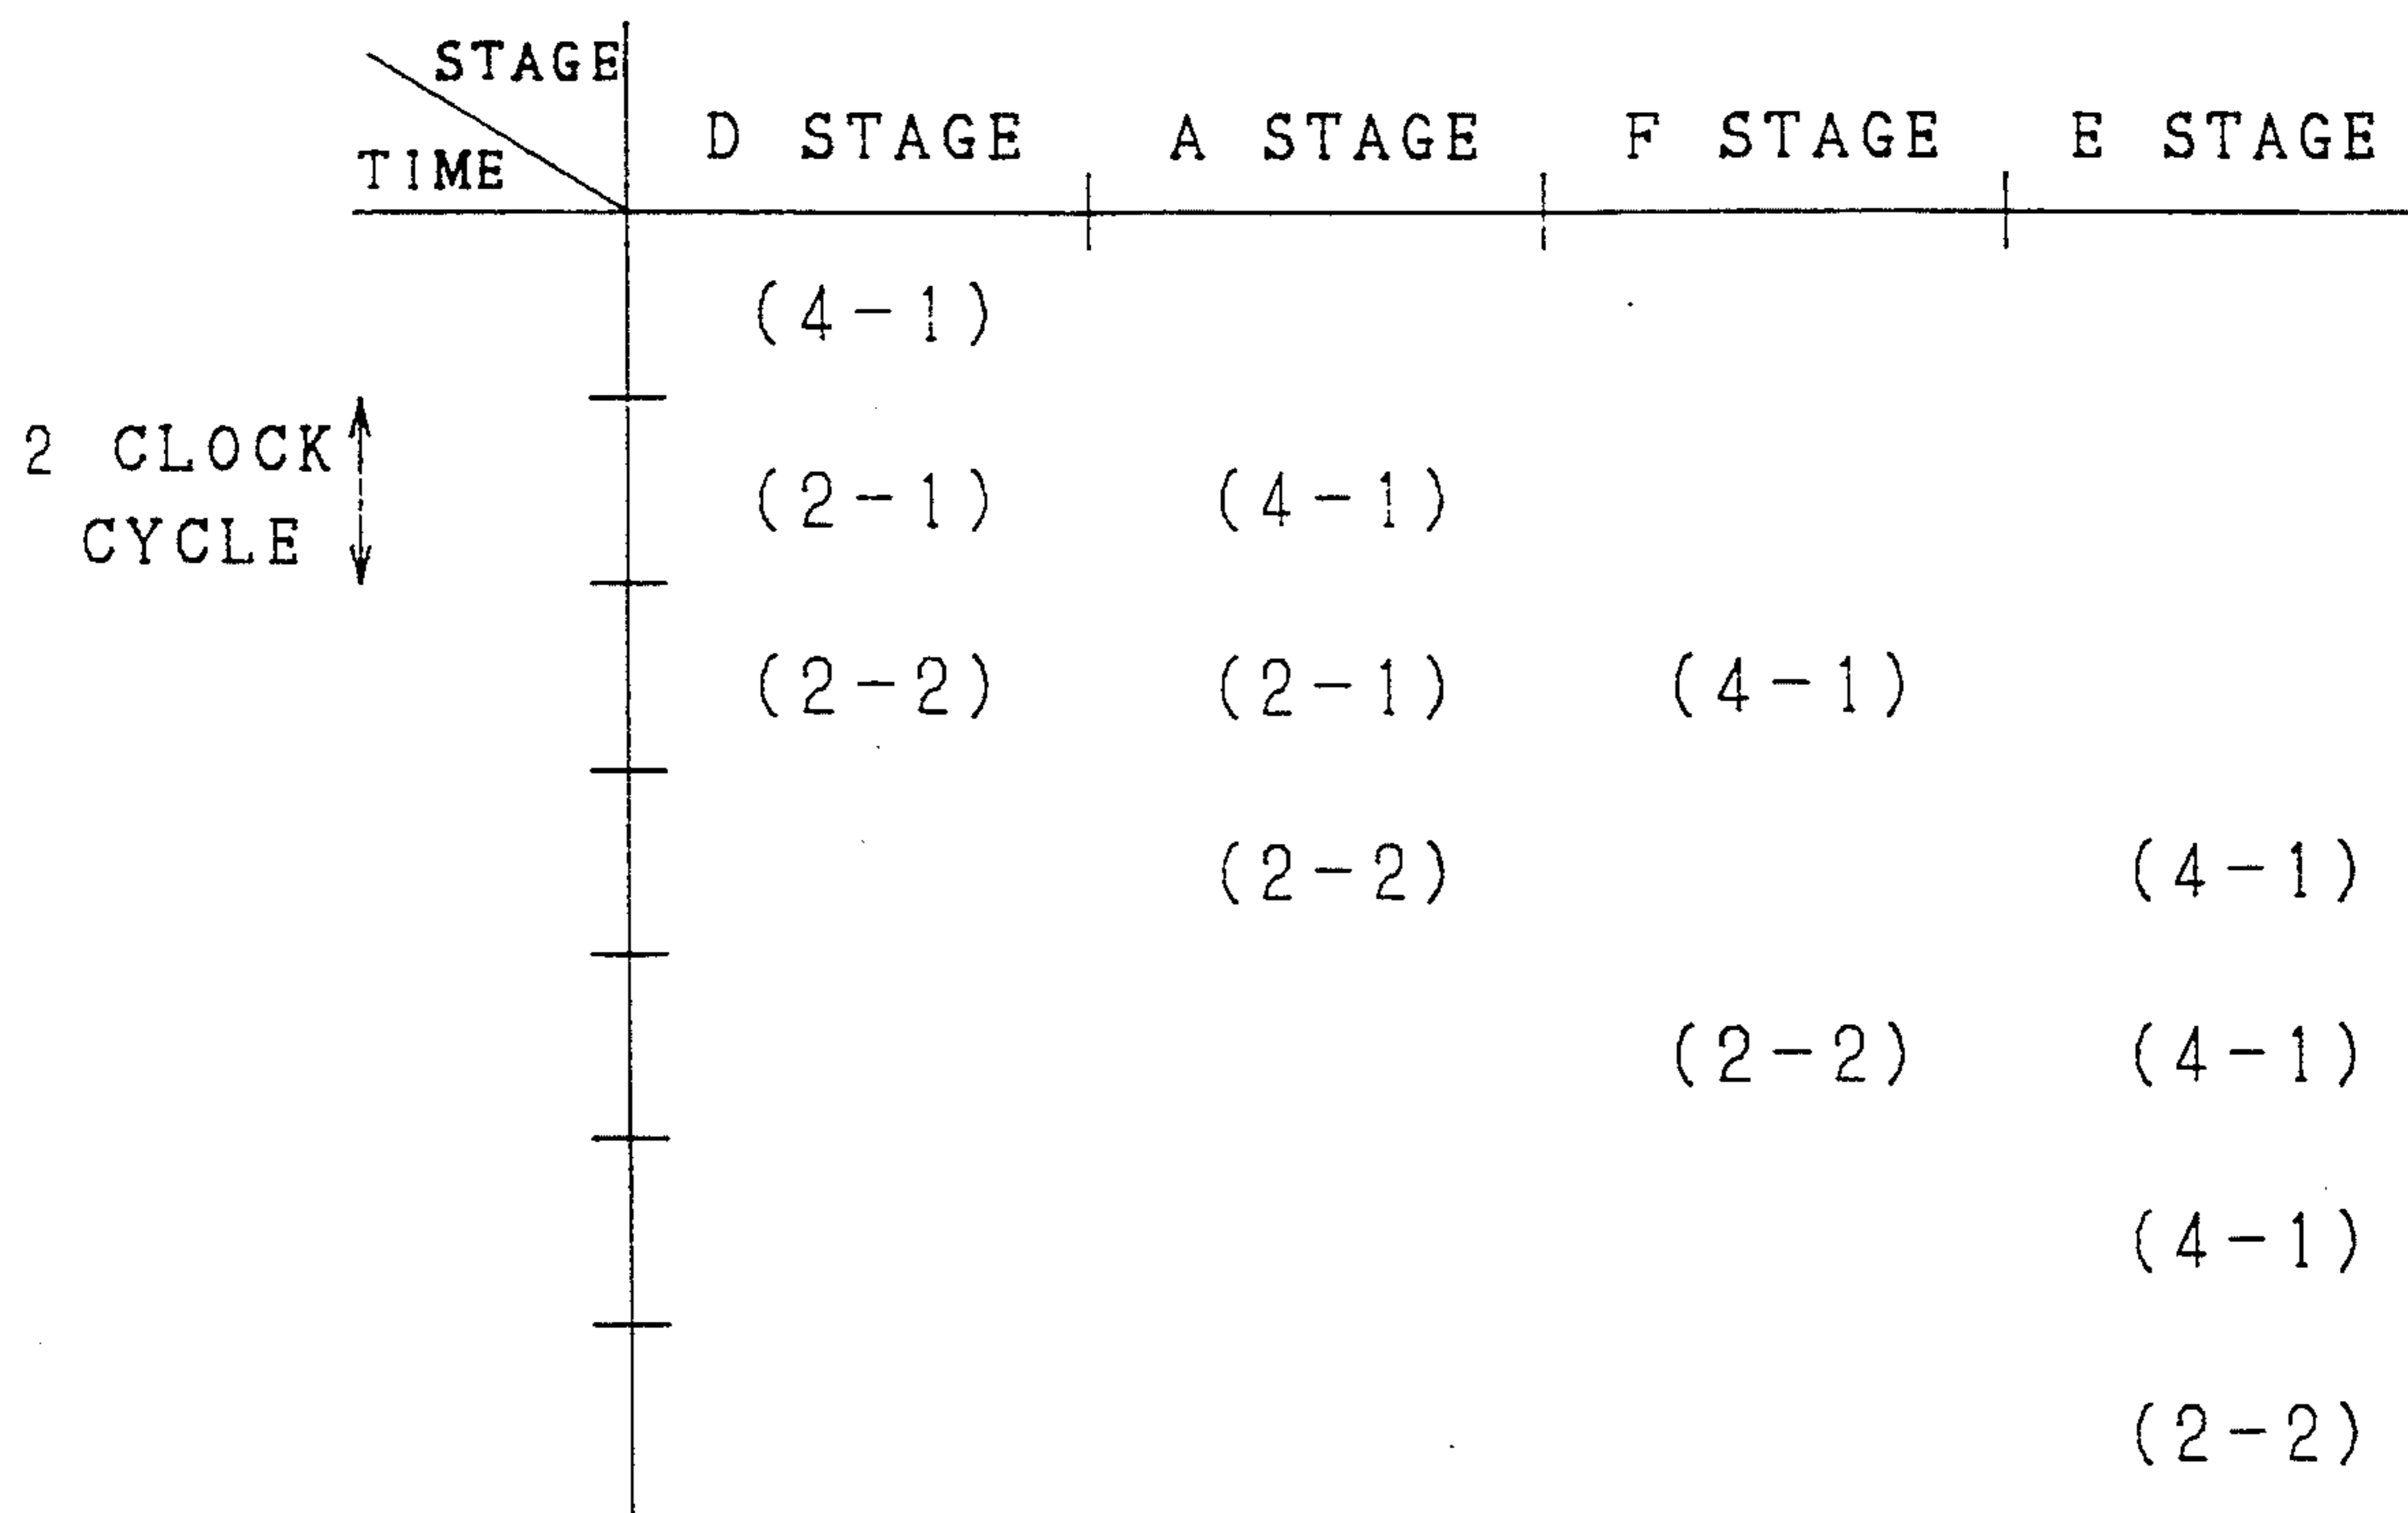 STAGE
TIME
D STAGE A STAGE F STAGE E STAGE
(4-1)
2 CLOCK
CYCLE
(2-1) (4-1)
(2-2) (2-1) (4-1)
(2-2) (4-1)
(2-2) (4-1)
(4-1)
(2-2)